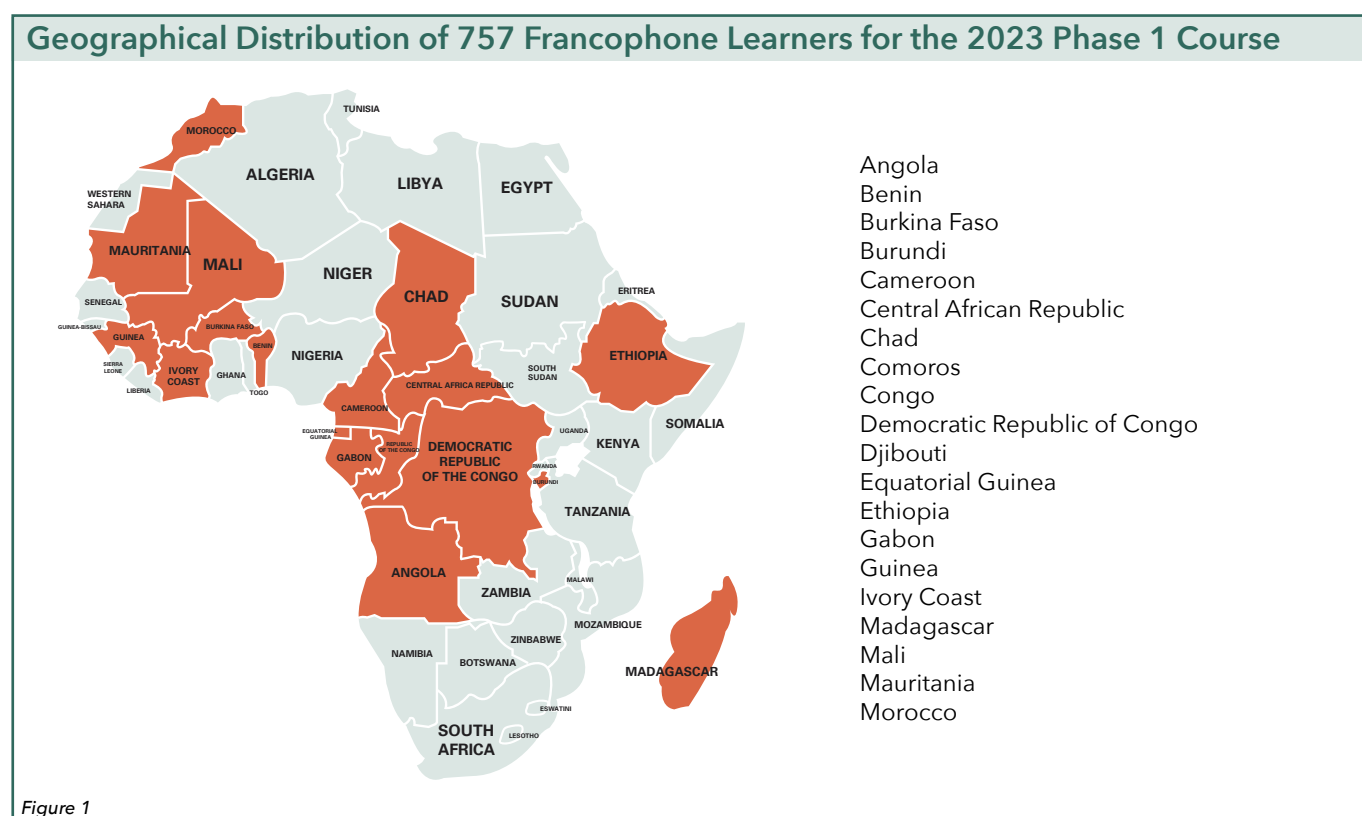 Geographical Distribution of 757 Francophone Learners for the 2023 Phase 1 Course
TUNISIA
MOROCCO
ALGERIA
LIBYA
EGYPT
WESTERN
SAHARA
MAURITANIA
MALI
NIGER
CHAD
SUDAN
ERITREA
SENEGAL
GUINEA-BISSAU
GUINEA
BURKINA FASO
BENIN
NIGERIA
ETHIOPIA
SIERRA
LEONE
IVORY
COAST
GHANA
SOUTH
SUDAN
LIBERIA
TOGO
CENTRAL AFRICA REPUBLIC
CAMEROON
SOMALIA
EQUATORIAL
GUINEA
UGANDA
KENYA
GABON
REPUBLIC
OF THE CONGO
DEMOCRATIC
REPUBLIC
OF THE CONGO
RWANDA
BURUNDI
TANZANIA
ANGOLA
MALAWI
ZAMBIA
MOZAMBIQUE
ZIMBABWE
NAMIBIA
BOTSWANA
MADAGASCAR
ESWATINI
LESOTHO
SOUTH
AFRICA
Angola
Benin
Burkina Faso
Burundi
Cameroon
Central African Republic
Chad
Comoros
Congo
Democratic Republic of Congo
Djibouti
Equatorial Guinea
Ethiopia
Gabon
Guinea
Ivory Coast
Madagascar
Mali
Mauritania
Morocco
Figure 1